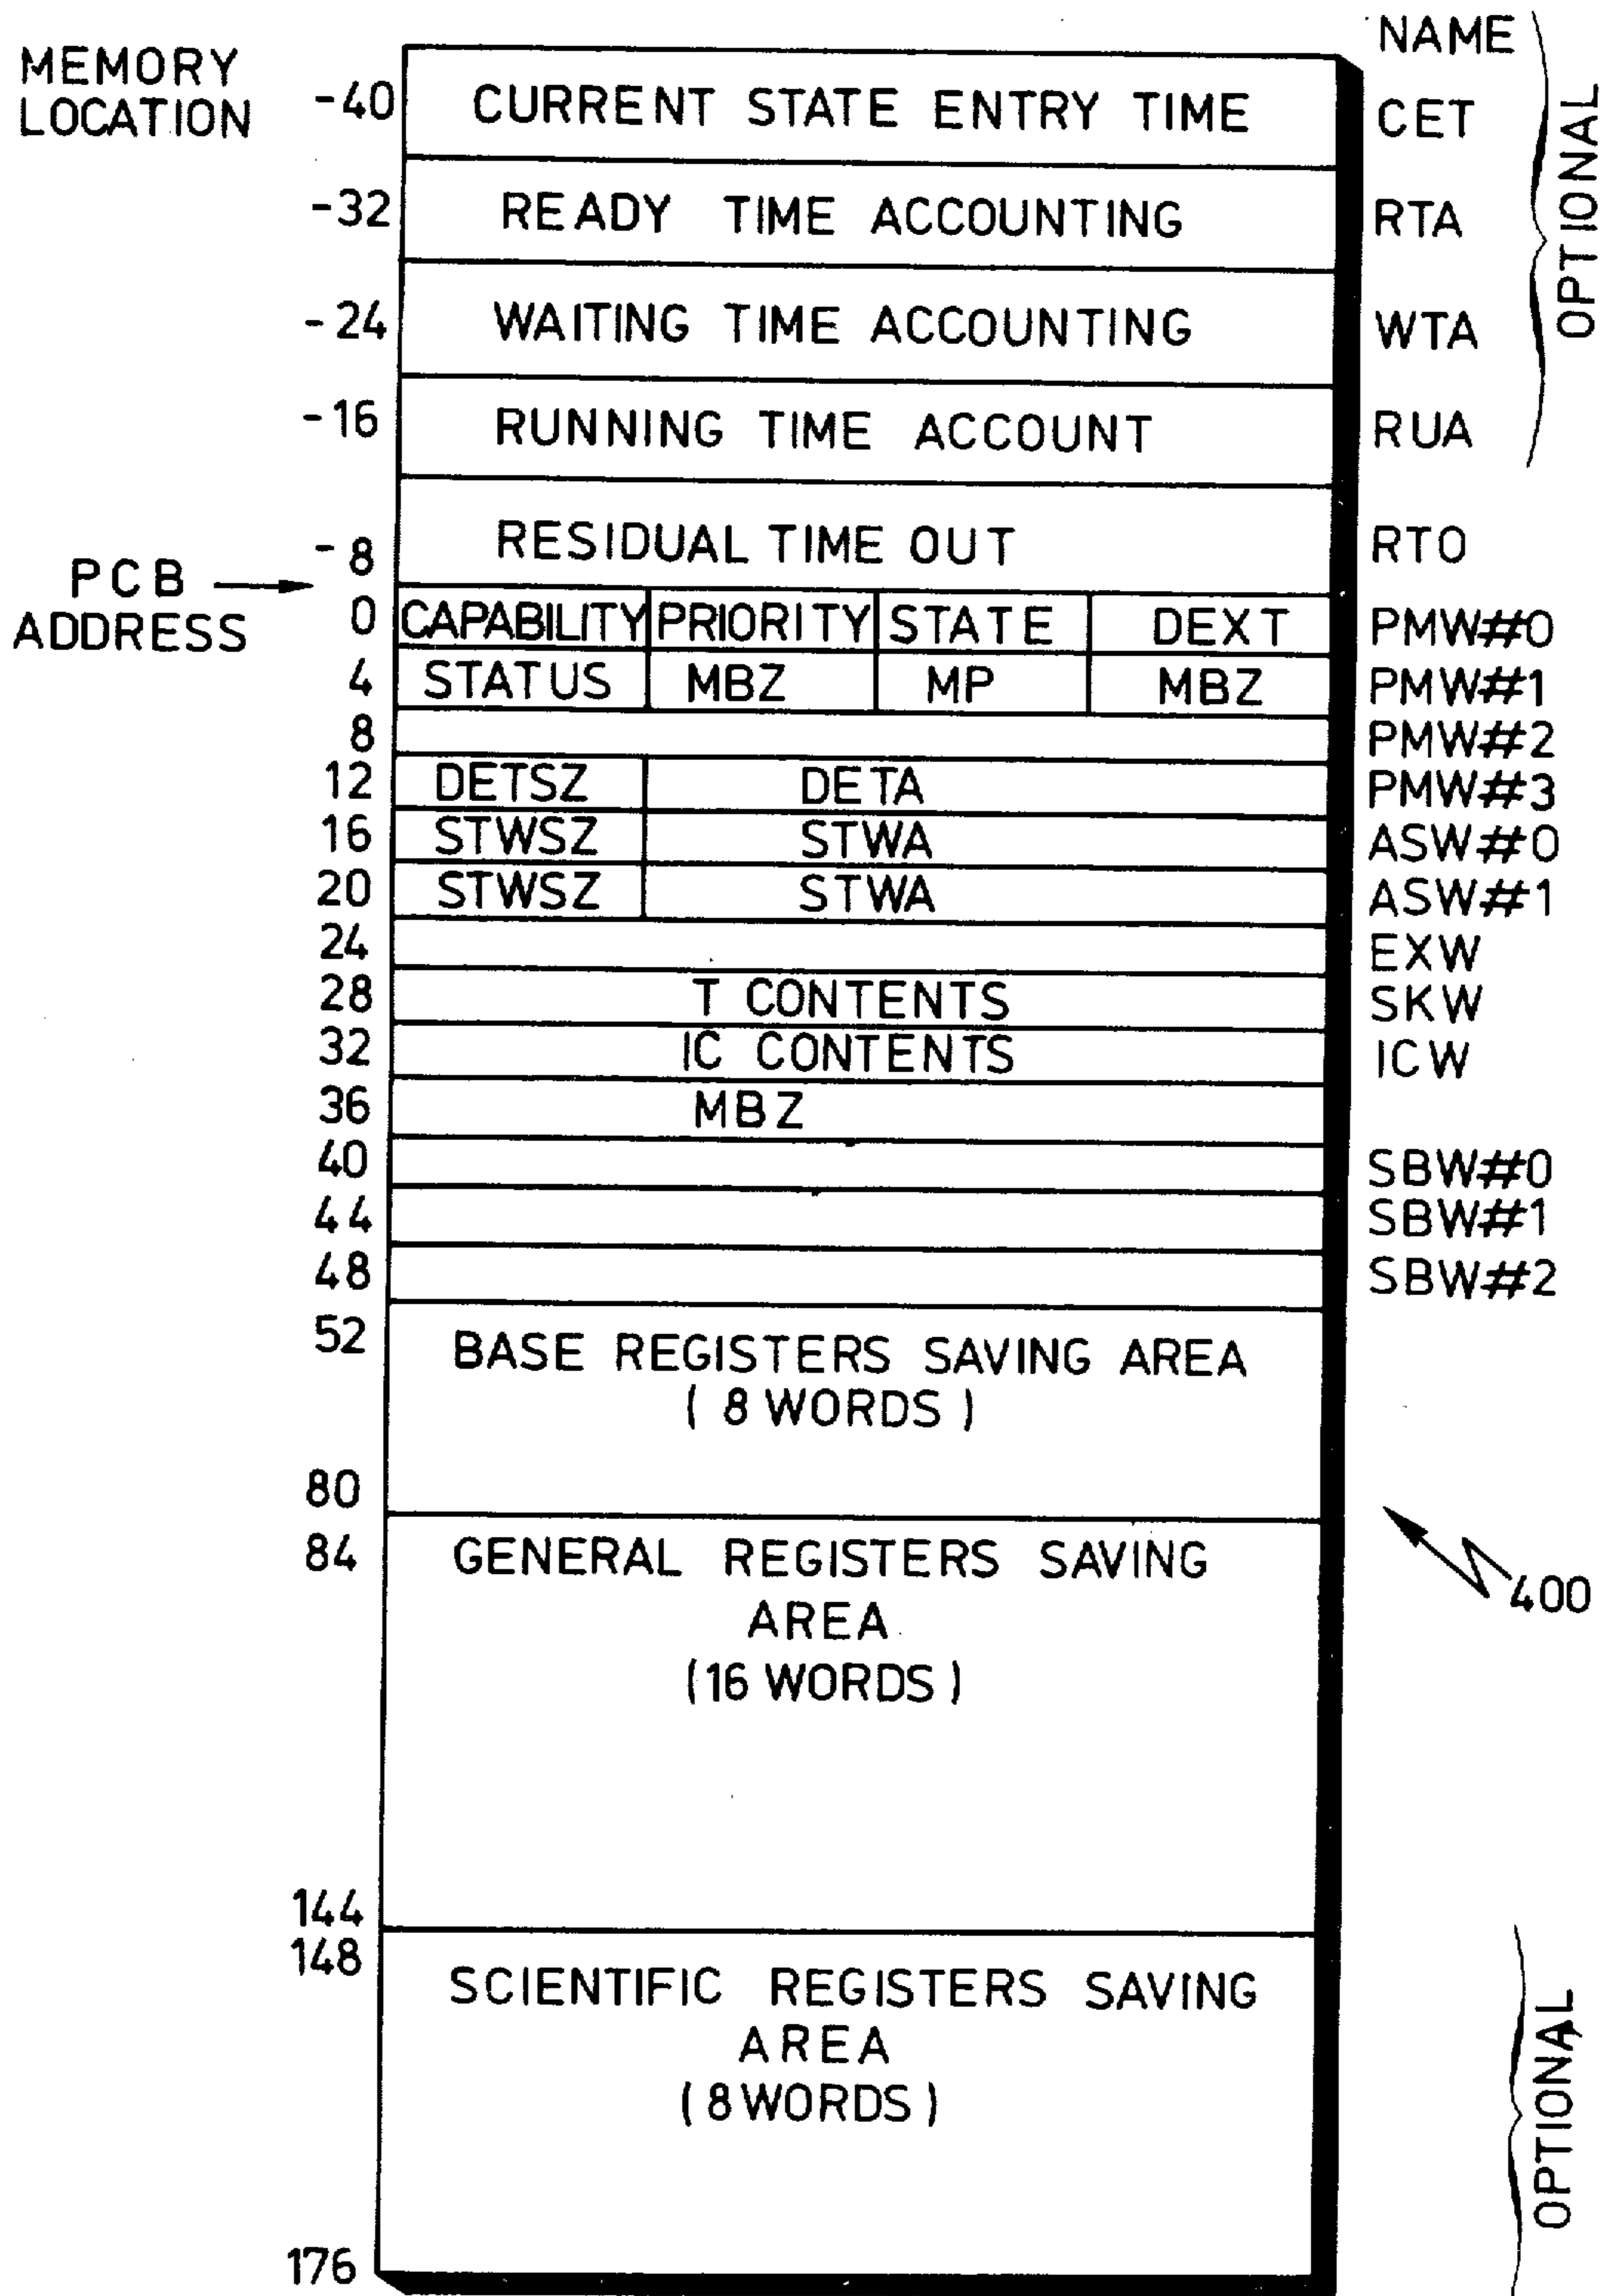 MEMORY LOCATION NAME
-40 CURRENT STATE ENTRY TIME CET
-32 READY TIME ACCOUNTING RTA
-24 WAITING TIME ACCOUNTING WTA
-16 RUNNING TIME ACCOUNT RUA
OPTIONAL
-8 RESIDUAL TIME OUT RTO
PCB ADDRESS
0 CAPABILITY PRIORITY STATE DEXT PMW#0
4 STATUS MBZ MP MBZ PMW#1
8 PMW#2
12 DETSZ DETA PMW#3
16 STWSZ STWA ASW#0
20 STWSZ STWA ASW#1
24 EXW
28 T CONTENTS SKW
32 IC CONTENTS ICW
36 MBZ
40 SBW#0
44 SBW#1
48 SBW#2
52 BASE REGISTERS SAVING AREA
(8 WORDS)
80
84 GENERAL REGISTERS SAVING
AREA
(16 WORDS)
400
144
148 SCIENTIFIC REGISTERS SAVING
AREA
(8 WORDS)
OPTIONAL
176